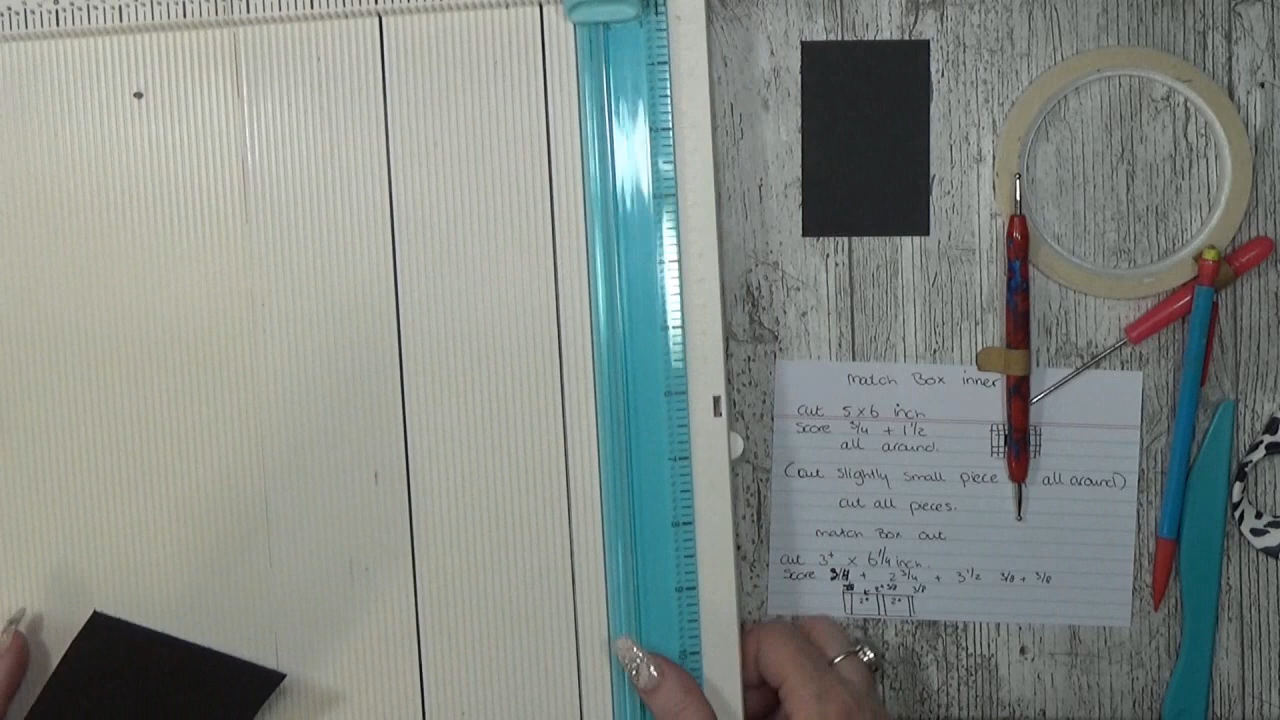 match Box inner
cut 5 x 6 inch
Score 3/4 + 1 1/2
all around.
(cut slightly small piece all around)
cut all pieces.
match Box out
cut 3" x 6 1/4 inch.
Score 3/4 + 2 3/4 + 3 1/2 3/8 + 3/8
2" 2"